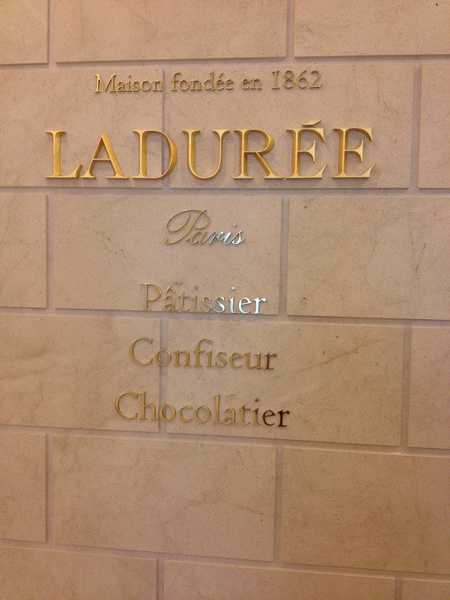 Maison fondée en 1862
LADURÉE
Paris
Pâtissier
Confiseur
Chocolatier